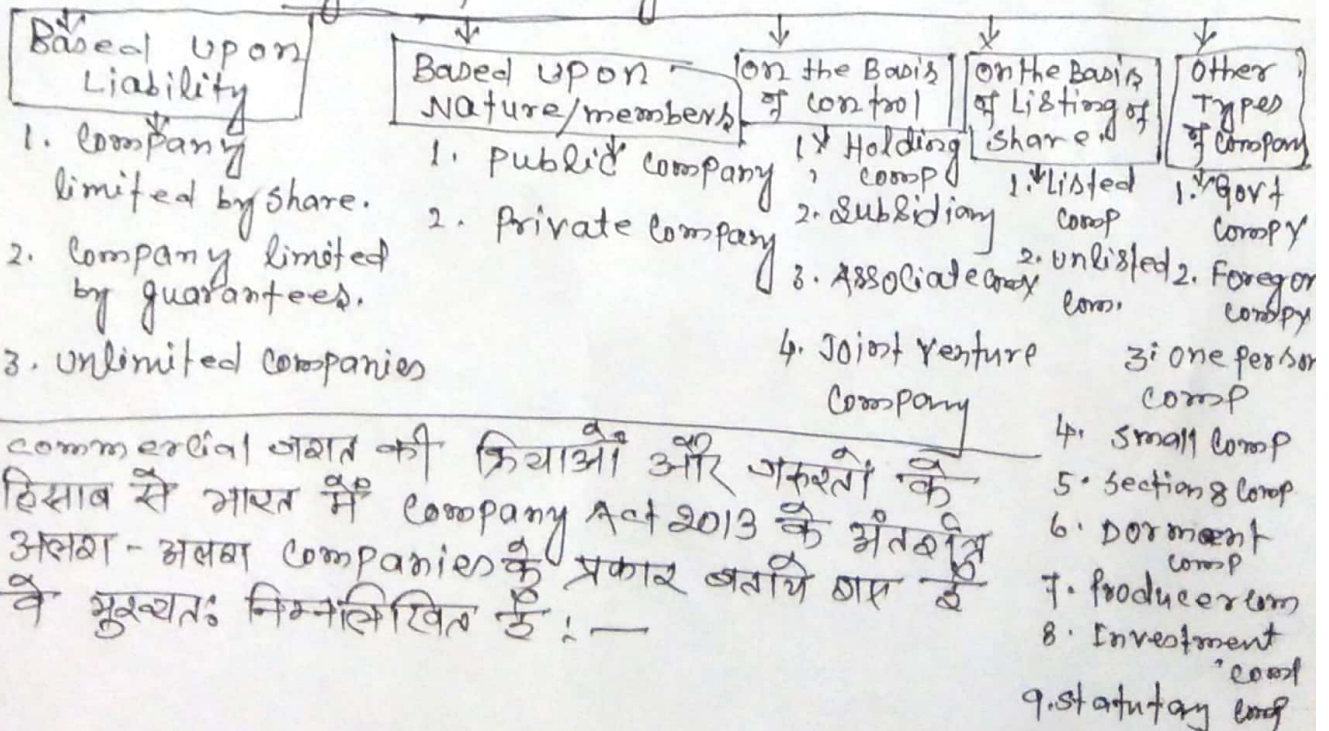 Based upon
Liability
1. Company
limited by share.
2. Company limited
by guarantees.
3. unlimited companies
Based upon
Nature/members
1. public company
2. Private Company
on the Basis
of control
1. Holding
comp
2. Subsidiary
3. Associate comy
4. Joint Venture
Company
on the Basis
of Listing of
share.
1. Listed
comp
2. unlisted
com.
Other
Types
of company
1. Govt
compy
2. Foregor
compy
3. one person
comp
4. Small Comp
5. Section 8 Comp
6. Dorment
comp
7. Producer com
8. Investment
comp
9. Statutary comp
commercial जगत की क्रियाओं और जरूरतों के
हिसाब से भारत में Company Act 2013 के अंतर्गत
अलग - अलग Companies के प्रकार बताये गए है
वे मुख्यतः निम्नलिखित है : —